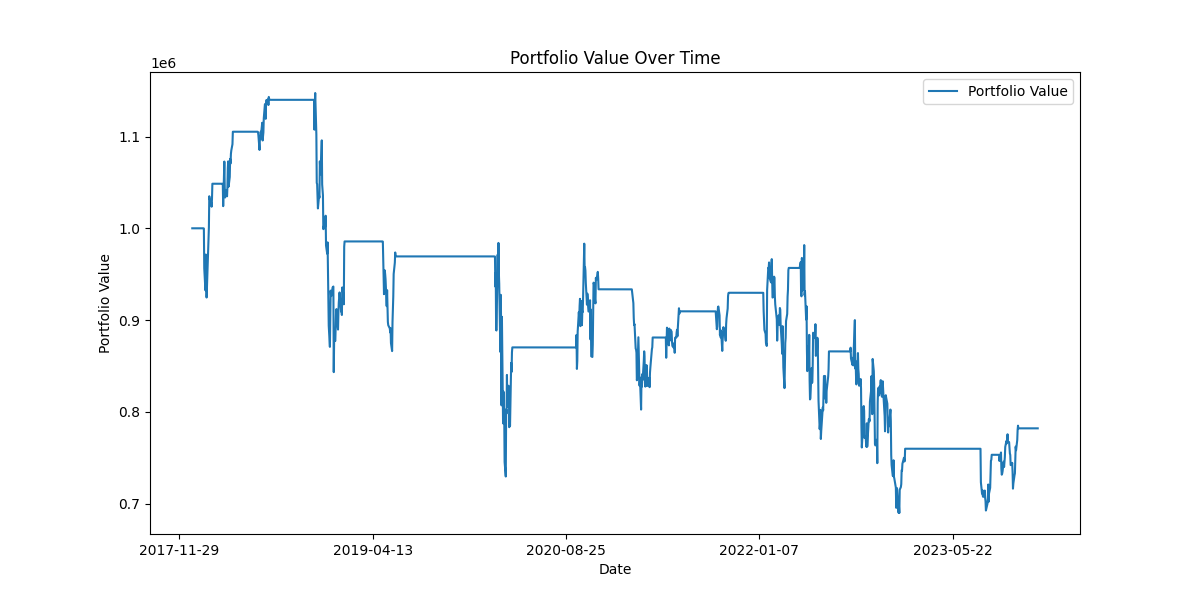 Portfolio Value Over Time
1e6
Portfolio Value
1.1
1.0
0.9
0.8
0.7
Portfolio Value
2017-11-29 2019-04-13 2020-08-25 2022-01-07 2023-05-22
Date